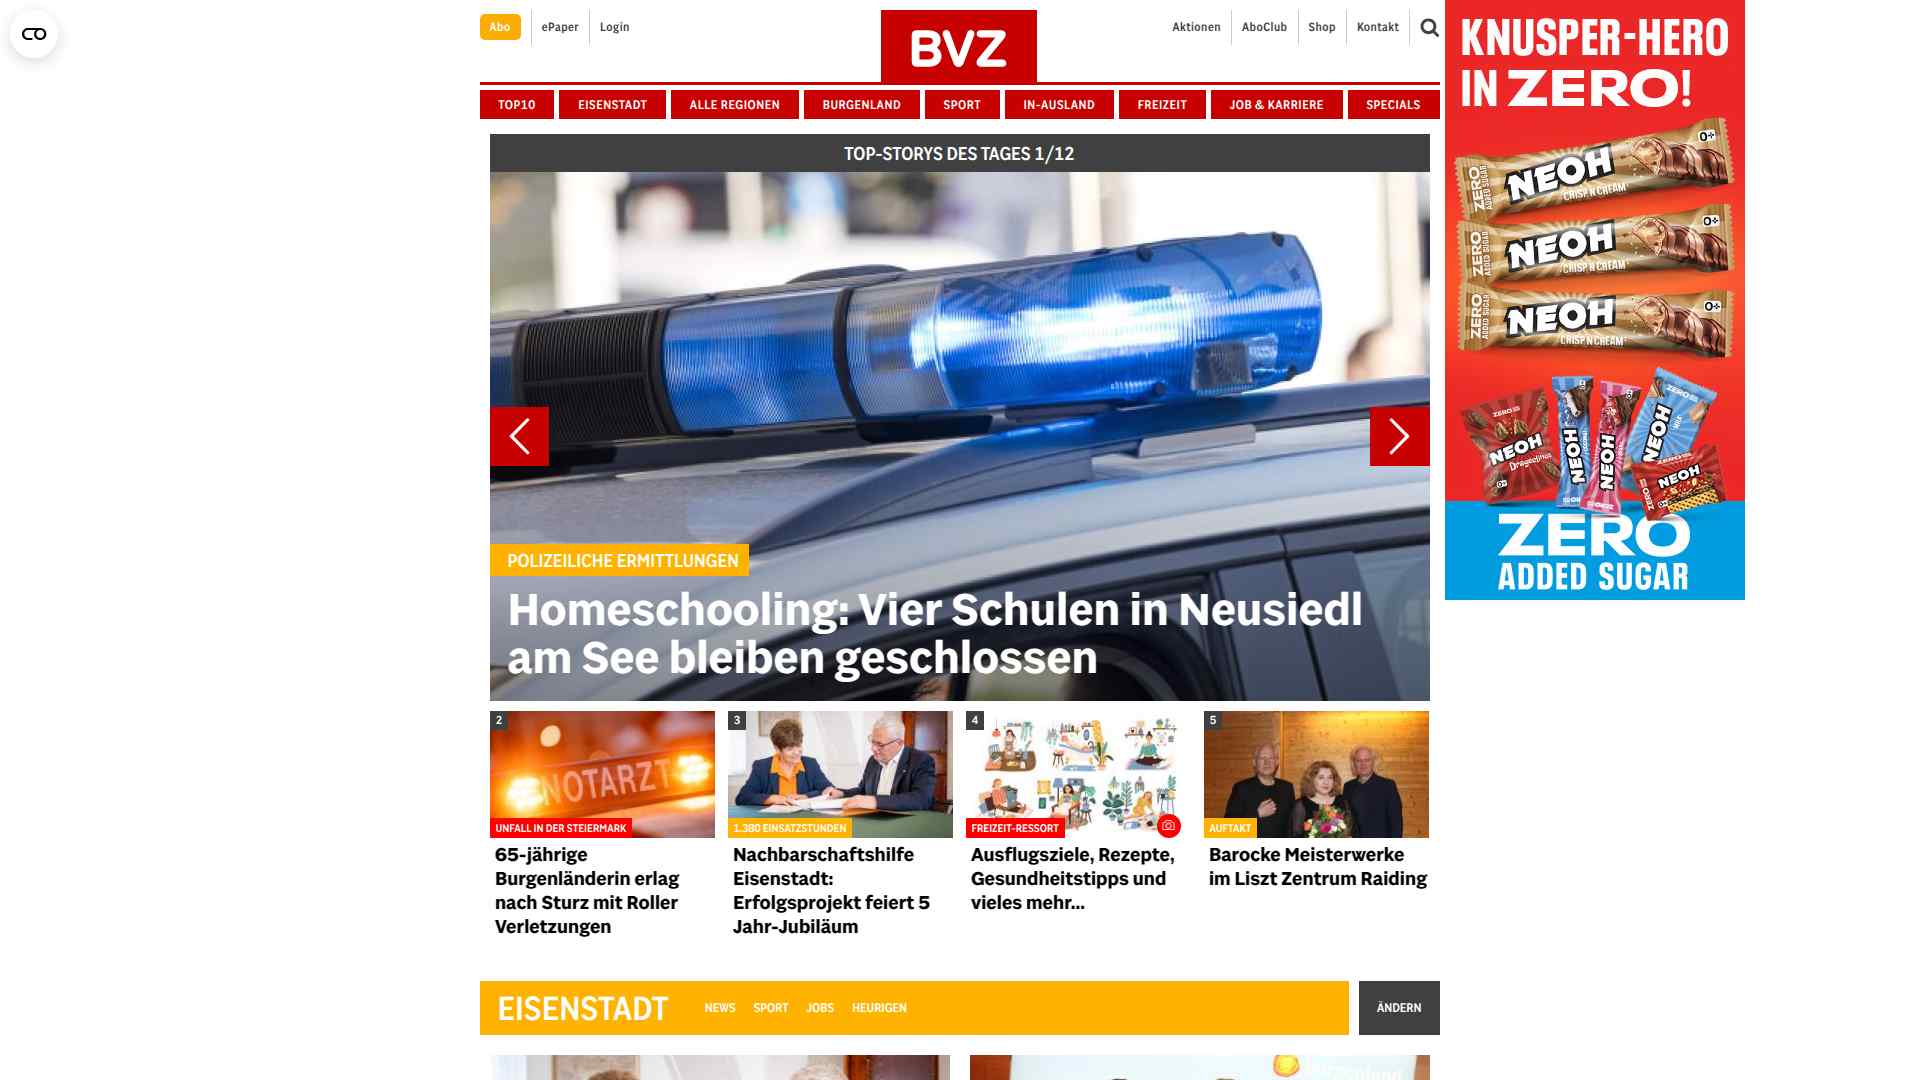 Abo
ePaper
Login
BVZ
Aktionen
AboClub
Shop
Kontakt
TOP10
EISENSTADT
ALLE REGIONEN
BURGENLAND
SPORT
IN-AUSLAND
FREIZEIT
JOB & KARRIERE
SPECIALS
TOP-STORYS DES TAGES 1/12
POLIZEILICHE ERMITTLUNGEN
Homeschooling: Vier Schulen in Neusiedl
am See bleiben geschlossen
2
NOTARZT
UNFALL IN DER STEIERMARK
65-jährige
Burgenländerin erlag
nach Sturz mit Roller
Verletzungen
3
1.380 EINSATZSTUNDEN
Nachbarschaftshilfe
Eisenstadt:
Erfolgsprojekt feiert 5
Jahr-Jubiläum
4
FREIZEIT-RESSORT
Ausflugsziele, Rezepte,
Gesundheitstipps und
vieles mehr...
5
AUFTAKT
Barocke Meisterwerke
im Liszt Zentrum Raiding
EISENSTADT
NEWS
SPORT
JOBS
HEURIGEN
ÄNDERN
KNUSPER-HERO
IN ZERO!
ZERO
ADDED SUGAR
NEOH
CRISP N CREAM
0+
ZERO
ADDED SUGAR
NEOH
CRISP N CREAM
0+
ZERO
ADDED SUGAR
NEOH
CRISP N CREAM
0+
NEOH
NEOH
NEOH
NEOH
NEOH
ZERO
ADDED SUGAR